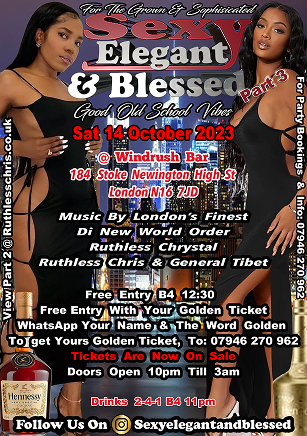 For The Grown & Sophisicated
Sexy
Elegant
& Blessed
Part 3
Good Old School Vibes
Sat 14 October 2023
@ Windrush Bar
184 Stoke Newington High St
London N16 7JD
Music By London's Finest
Di New World Order
Ruthless Chrystal
Ruthless Chris & General Tibet
Free Entry B4 12:30
Free Entry With Your Golden Ticket
WhatsApp Your Name & The Word Golden
To get Yours Golden Ticket, To: 07946 270 962
Tickets Are Now On Sale
Doors Open 10pm Till 3am
Drinks 2-4-1 B4 11pm
Follow Us On Sexyelegantandblessed
View Part 2 @ Ruthlesschris.co.uk
For Party Bookings & Info: 07946 270 962
Hennessy